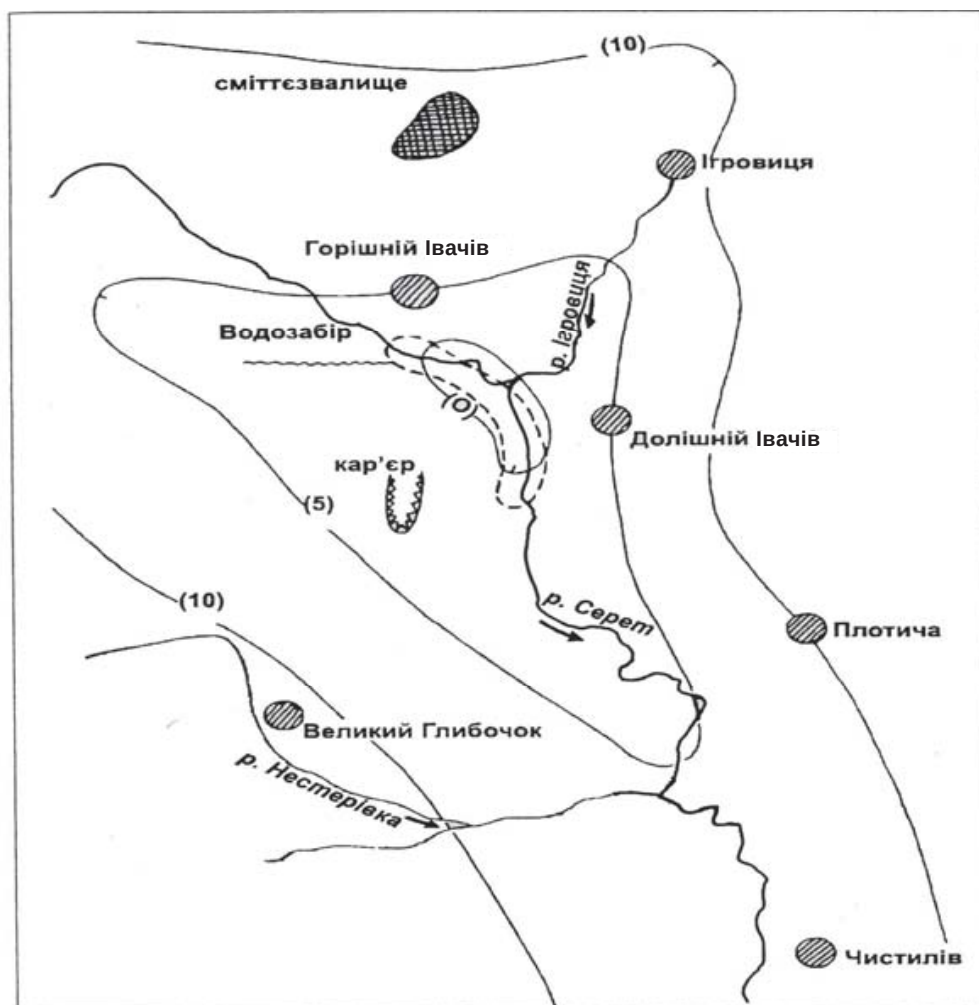 (10)
сміттєзвалище
Ігровиця
Горішній Івачів
р. Ігровиця
Водозабір
(О)
Долішній Івачів
кар’єр
(5)
(10)
р. Серет
Плотича
Великий Глибочок
р. Нестерівка
Чистилів